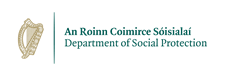 An Roinn Coimirce Sóisialaí
Department of Social Protection